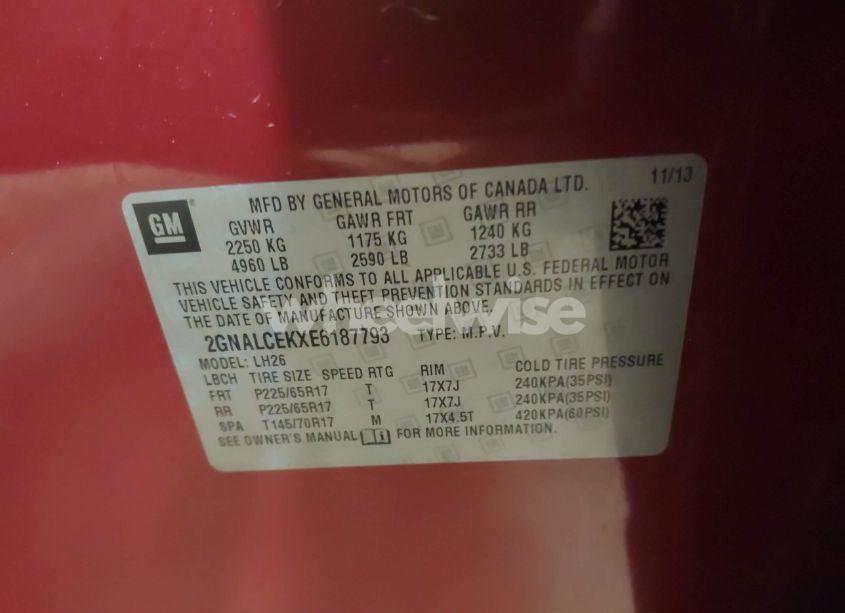 GM
MFD BY GENERAL MOTORS OF CANADA LTD. 11/13
GVWR GAWR FRT GAWR RR
2250 KG 1175 KG 1240 KG
4960 LB 2590 LB 2733 LB
THIS VEHICLE CONFORMS TO ALL APPLICABLE U.S. FEDERAL MOTOR
VEHICLE SAFETY AND THEFT PREVENTION STANDARDS IN EFFECT ON
THE DATE OF MANUFACTURE SHOWN ABOVE.
wheelwise
2GNALCEKXE6187793 TYPE: M.P.V.
MODEL: LH26
LBCH TIRE SIZE SPEED RTG RIM COLD TIRE PRESSURE
FRT P225/65R17 T 17X7J 240KPA(35PSI)
RR P225/65R17 T 17X7J 240KPA(35PSI)
SPA T145/70R17 M 17X4.5T 420KPA(60PSI)
SEE OWNER'S MANUAL FOR MORE INFORMATION.